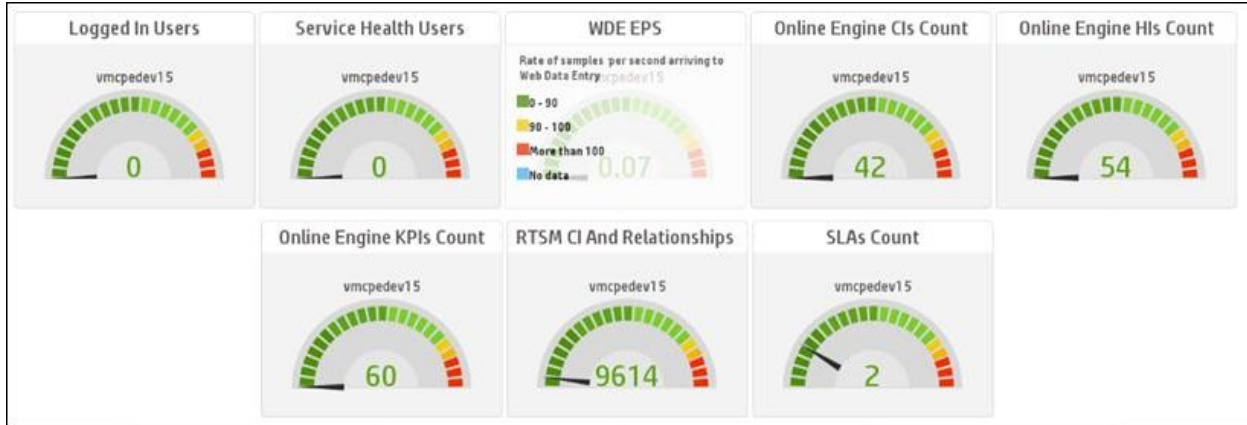 Logged In Users
vmcpedev15
0
Service Health Users
vmcpedev15
0
WDE EPS
Rate of samples per second arriving to
Web Data Entry
vmcpedev15
0 - 90
90 - 100
More than 100
No data
0.07
Online Engine CIs Count
vmcpedev15
42
Online Engine HIs Count
vmcpedev15
54
Online Engine KPIs Count
vmcpedev15
60
RTSM CI And Relationships
vmcpedev15
9614
SLAs Count
vmcpedev15
2